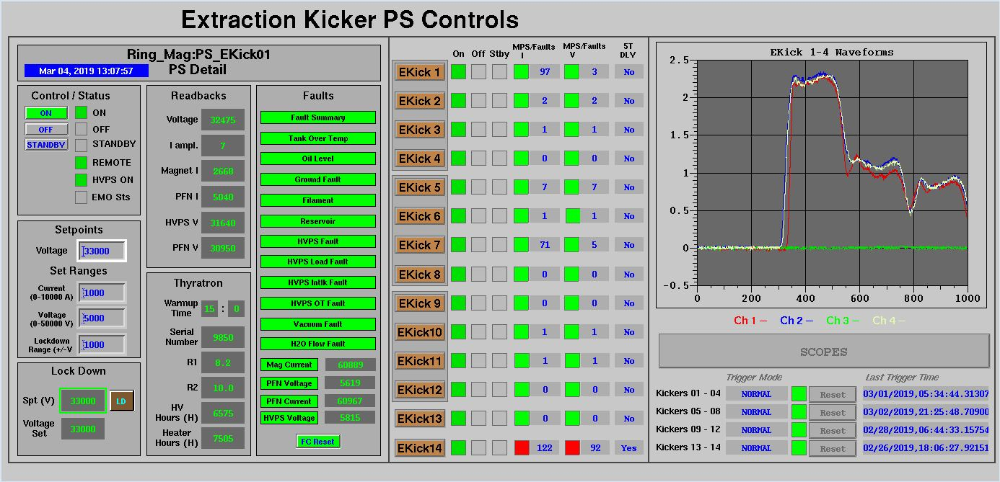 Extraction Kicker PS Controls
Ring_Mag:PS_EKick01
Mar 04, 2019 13:07:57 PS Detail
Control / Status
ON ON
OFF OFF
STANDBY STANDBY
REMOTE
HVPS ON
EMO Sts
Setpoints
Voltage 33000
Set Ranges
Current
(0-10000 A) 1000
Voltage
(0-50000 V) 5000
Lockdown
Range (+/-V 1000
Lock Down
Spt (V) 33000 LD
Voltage
Set 33000
Readbacks
Voltage 32475
I ampl. 7
Magnet I 2668
PFN I 5040
HVPS V 31640
PFN V 30950
Thyratron
Warmup
Time 15 : 0
Serial
Number 9850
R1 8.2
R2 10.0
HV
Hours (H) 6575
Heater
Hours (H) 7505
Faults
Fault Summary
Tank Over Temp
Oil Level
Ground Fault
Filament
Reservoir
HVPS Fault
HVPS Load Fault
HVPS Intlk Fault
HVPS OT Fault
Vacuum Fault
H2O Flow Fault
Mag Current 60889
PFN Voltage 5619
PFN Current 60967
HVPS Voltage 5815
FC Reset
On Off Stby MPS/Faults I MPS/Faults V 5T DLY
EKick 1 97 3 No
EKick 2 2 2 No
EKick 3 1 1 No
EKick 4 0 0 No
EKick 5 7 7 No
EKick 6 1 1 No
EKick 7 71 5 No
EKick 8 0 0 No
EKick 9 0 0 No
EKick10 1 1 No
EKick11 1 1 No
EKick12 0 0 No
EKick13 0 0 No
EKick14 122 92 Yes
EKick 1-4 Waveforms
2.5
2
1.5
1
0.5
0
-0.5
0 200 400 600 800 1000
Ch 1 – Ch 2 – Ch 3 – Ch 4 –
SCOPES
Trigger Mode Last Trigger Time
Kickers 01 - 04 NORMAL Reset 03/01/2019,05:34:44.31307
Kickers 05 - 08 NORMAL Reset 03/02/2019,21:25:48.70900
Kickers 09 - 12 NORMAL Reset 02/28/2019,06:44:33.15754
Kickers 13 - 14 NORMAL Reset 02/26/2019,18:06:27.92151